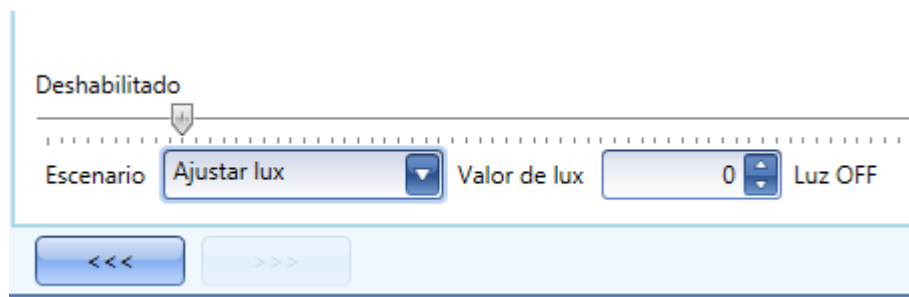 Deshabilitado
Escenario Ajustar lux Valor de lux 0 Luz OFF
<<< >>>